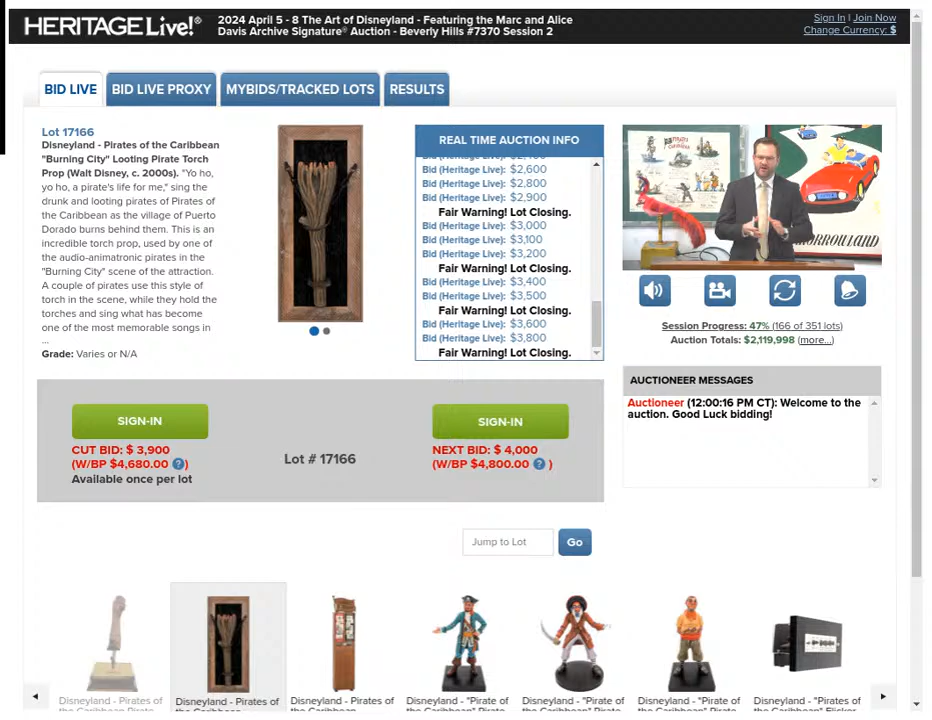 HERITAGE Live!®
2024 April 5 - 8 The Art of Disneyland - Featuring the Marc and Alice
Davis Archive Signature® Auction - Beverly Hills #7370 Session 2
Sign In | Join Now
Change Currency: $
BID LIVE
BID LIVE PROXY
MYBIDS/TRACKED LOTS
RESULTS
Lot 17166
Disneyland - Pirates of the Caribbean
"Burning City" Looting Pirate Torch
Prop (Walt Disney, c. 2000s). "Yo ho,
yo ho, a pirate's life for me," sing the
drunk and looting pirates of Pirates of
the Caribbean as the village of Puerto
Dorado burns behind them. This is an
incredible torch prop, used by one of
the audio-animatronic pirates in the
"Burning City" scene of the attraction.
A couple of pirates use this style of
torch in the scene, while they hold the
torches and sing what has become
one of the most memorable songs in
...
Grade: Varies or N/A
REAL TIME AUCTION INFO
Bid (Heritage Live): $2,600
Bid (Heritage Live): $2,800
Bid (Heritage Live): $2,900
Fair Warning! Lot Closing.
Bid (Heritage Live): $3,000
Bid (Heritage Live): $3,100
Bid (Heritage Live): $3,200
Fair Warning! Lot Closing.
Bid (Heritage Live): $3,400
Bid (Heritage Live): $3,500
Fair Warning! Lot Closing.
Bid (Heritage Live): $3,600
Bid (Heritage Live): $3,800
Fair Warning! Lot Closing.
Session Progress: 47% (166 of 351 lots)
Auction Totals: $2,119,998 (more...)
AUCTIONEER MESSAGES
Auctioneer (12:00:16 PM CT): Welcome to the
auction. Good Luck bidding!
SIGN-IN
CUT BID: $ 3,900
(W/BP $4,680.00 ? )
Available once per lot
Lot # 17166
SIGN-IN
NEXT BID: $ 4,000
(W/BP $4,800.00 ? )
Jump to Lot
Go
Disneyland - Pirates of
Disneyland - Pirates of
Disneyland - Pirates of
Disneyland - "Pirate of
Disneyland - "Pirate of
Disneyland - "Pirate of
Disneyland - "Pirates of